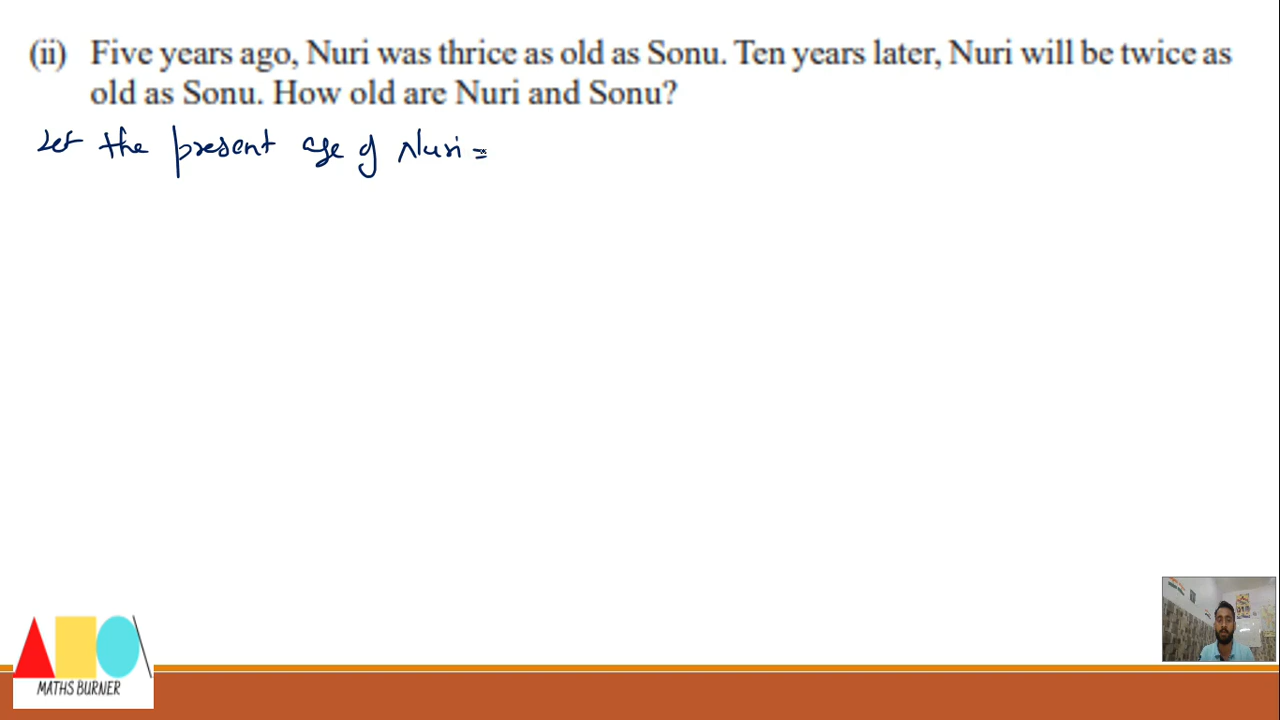 (ii) Five years ago, Nuri was thrice as old as Sonu. Ten years later, Nuri will be twice as
old as Sonu. How old are Nuri and Sonu?
Let the present age of Nuri =
MATHS BURNER